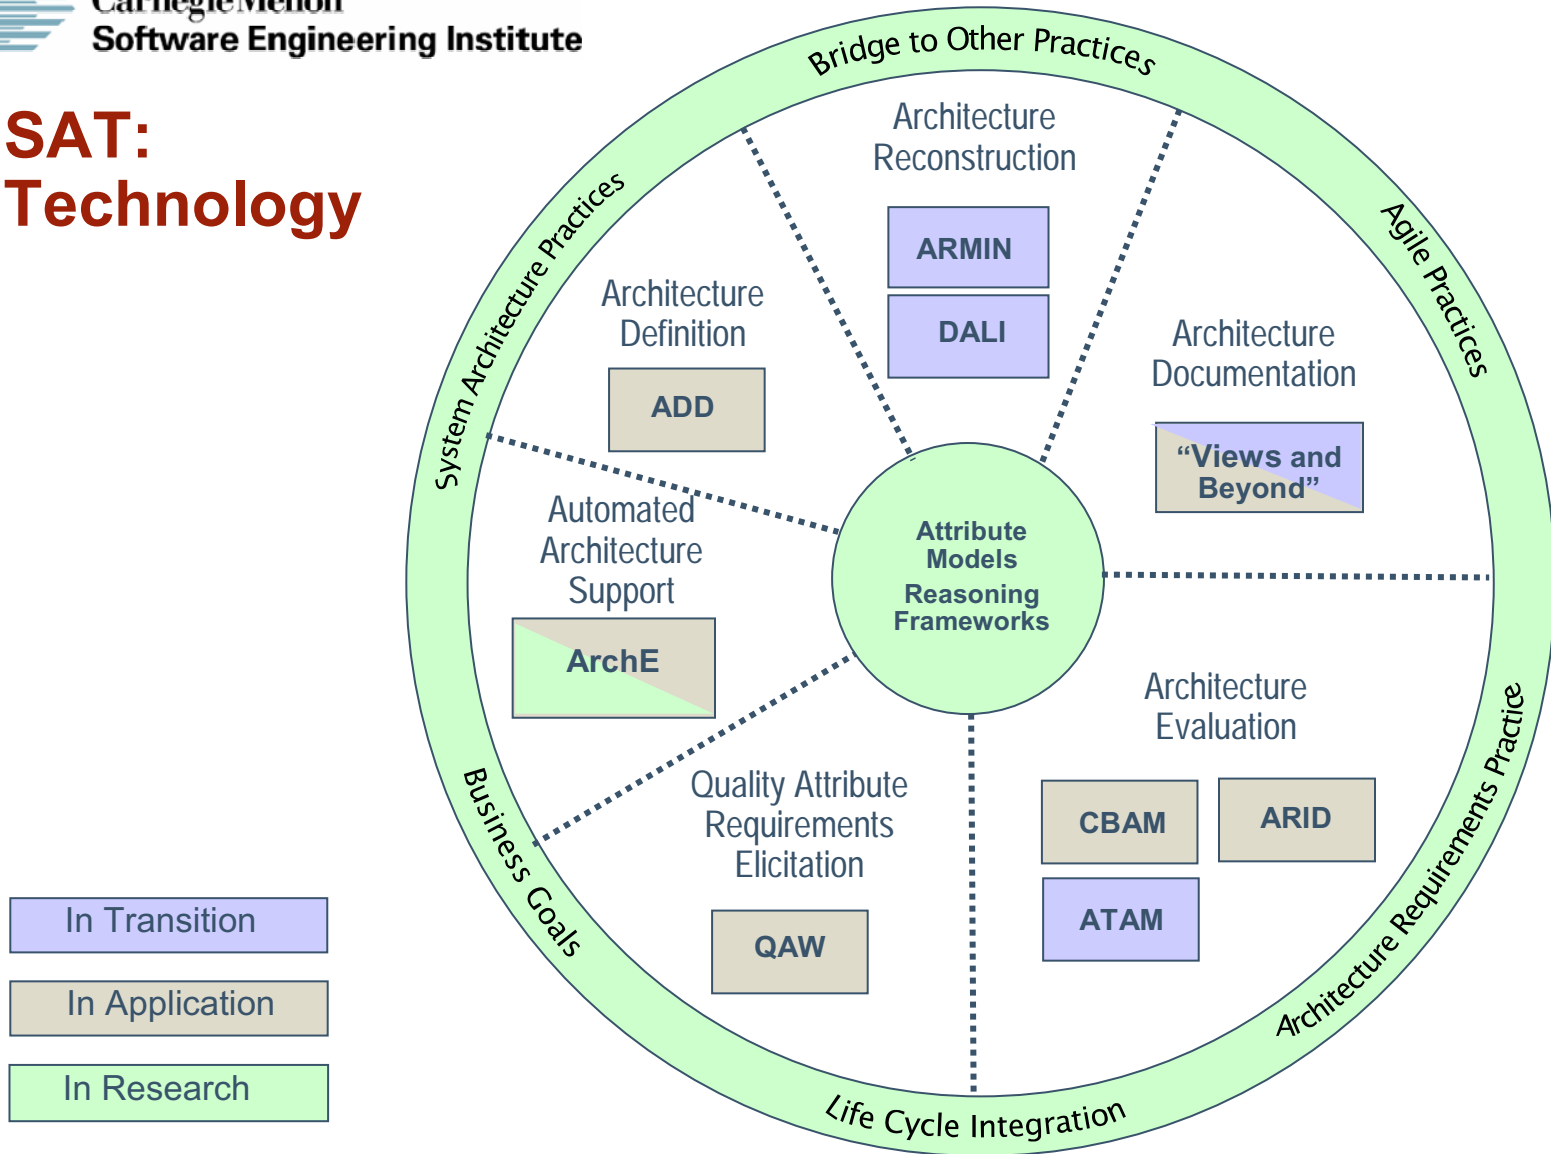 Carnegie Mellon
Software Engineering Institute
SAT:
Technology
Bridge to Other Practices
Agile Practices
Architecture Requirements Practice
Life Cycle Integration
Business Goals
System Architecture Practices
Architecture
Reconstruction
ARMIN
DALI
Architecture
Definition
ADD
Architecture
Documentation
“Views and
Beyond”
Automated
Architecture
Support
ArchE
Attribute
Models
Reasoning
Frameworks
Architecture
Evaluation
CBAM
ARID
ATAM
Quality Attribute
Requirements
Elicitation
QAW
In Transition
In Application
In Research